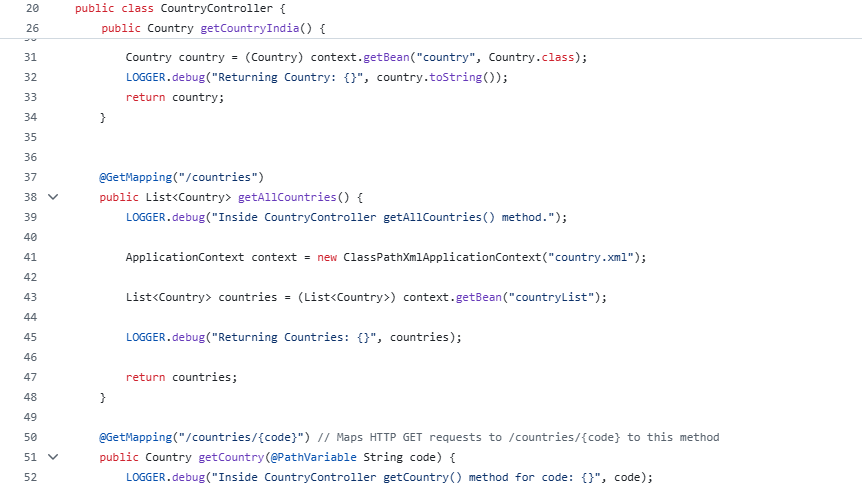 20 public class CountryController {
26 public Country getCountryIndia() {
31 Country country = (Country) context.getBean("country", Country.class);
32 LOGGER.debug("Returning Country: {}", country.toString());
33 return country;
34 }
35
36
37 @GetMapping("/countries")
38 public List<Country> getAllCountries() {
39 LOGGER.debug("Inside CountryController getAllCountries() method.");
40
41 ApplicationContext context = new ClassPathXmlApplicationContext("country.xml");
42
43 List<Country> countries = (List<Country>) context.getBean("countryList");
44
45 LOGGER.debug("Returning Countries: {}", countries);
46
47 return countries;
48 }
49
50 @GetMapping("/countries/{code}") // Maps HTTP GET requests to /countries/{code} to this method
51 public Country getCountry(@PathVariable String code) {
52 LOGGER.debug("Inside CountryController getCountry() method for code: {}", code);